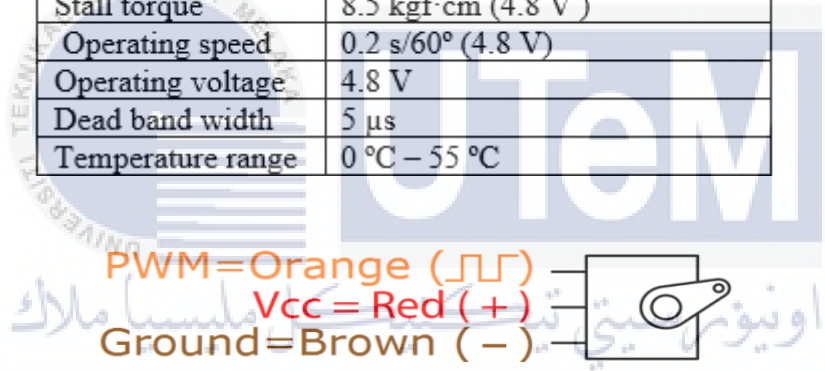 Stall torque 8.5 kgf·cm (4.8 V )
Operating speed 0.2 s/60º (4.8 V)
Operating voltage 4.8 V
Dead band width 5 µs
Temperature range 0 ºC – 55 ºC
UTeM
PWM=Orange (⎍⎍)
Vcc = Red ( + )
Ground=Brown ( − )